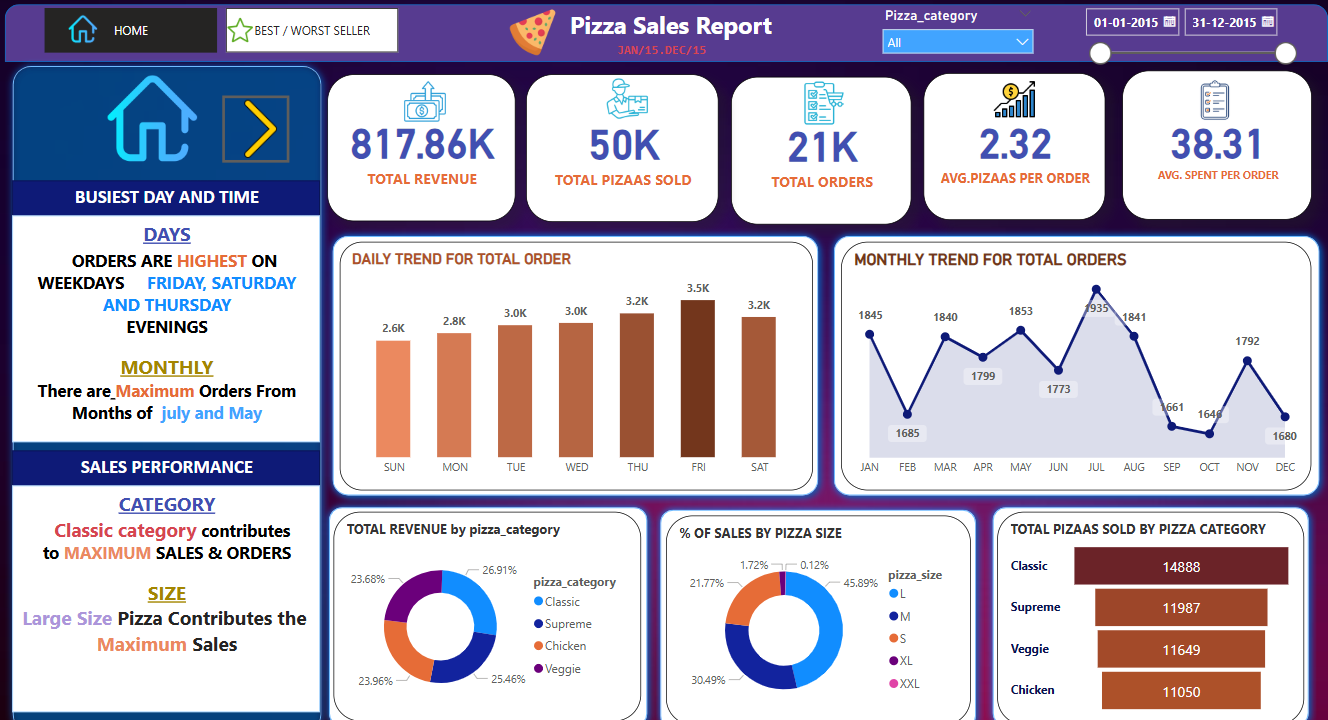 HOME
BEST / WORST SELLER
Pizza Sales Report
JAN/15.DEC/15
Pizza_category
All
01-01-2015
31-12-2015
817.86K
TOTAL REVENUE
50K
TOTAL PIZAAS SOLD
21K
TOTAL ORDERS
2.32
AVG.PIZAAS PER ORDER
38.31
AVG. SPENT PER ORDER
BUSIEST DAY AND TIME
DAYS
ORDERS ARE HIGHEST ON
WEEKDAYS FRIDAY, SATURDAY
AND THURSDAY
EVENINGS
MONTHLY
There are Maximum Orders From
Months of july and May
SALES PERFORMANCE
CATEGORY
Classic category contributes
to MAXIMUM SALES & ORDERS
SIZE
Large Size Pizza Contributes the
Maximum Sales
DAILY TREND FOR TOTAL ORDER
2.6K
2.8K
3.0K
3.0K
3.2K
3.5K
3.2K
SUN
MON
TUE
WED
THU
FRI
SAT
MONTHLY TREND FOR TOTAL ORDERS
1845
1685
1840
1799
1853
1773
1935
1841
1661
1646
1792
1680
JAN
FEB
MAR
APR
MAY
JUN
JUL
AUG
SEP
OCT
NOV
DEC
TOTAL REVENUE by pizza_category
26.91%
25.46%
23.96%
23.68%
pizza_category
Classic
Supreme
Chicken
Veggie
% OF SALES BY PIZZA SIZE
45.89%
30.49%
21.77%
1.72%
0.12%
pizza_size
L
M
S
XL
XXL
TOTAL PIZAAS SOLD BY PIZZA CATEGORY
Classic 14888
Supreme 11987
Veggie 11649
Chicken 11050